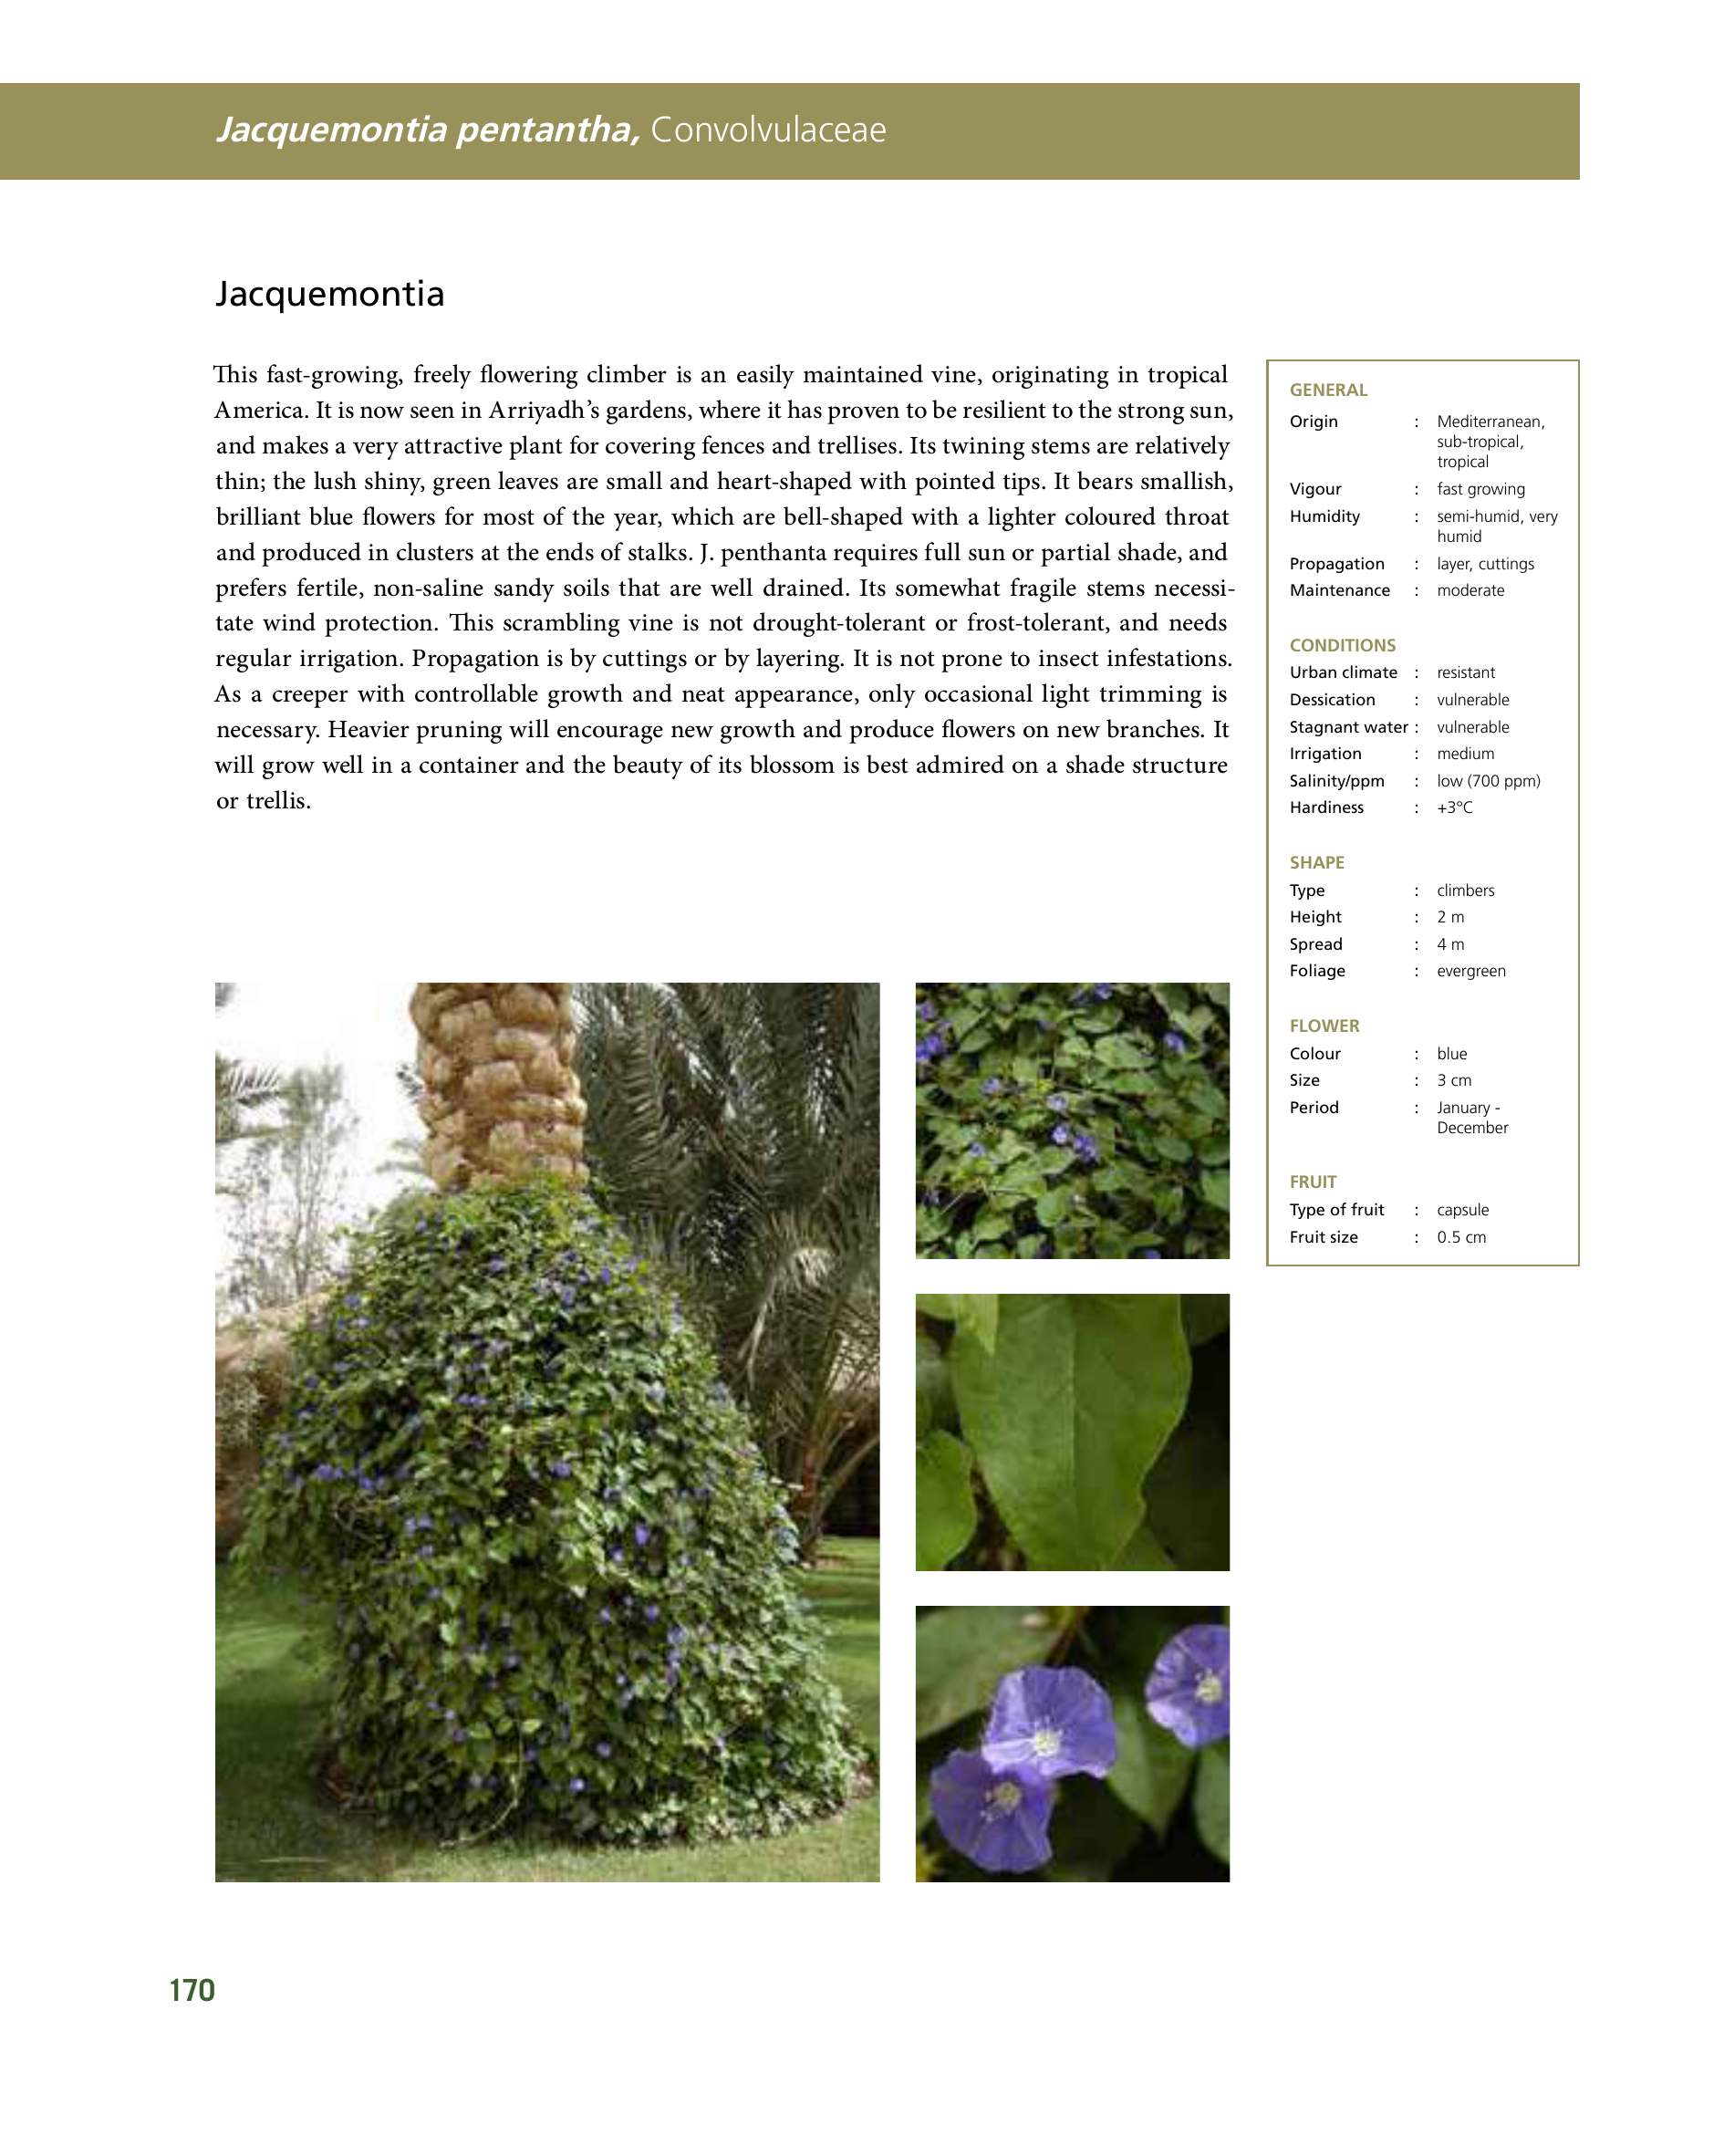 Jacquemontia pentantha, Convolvulaceae
Jacquemontia
This fast-growing, freely flowering climber is an easily maintained vine, originating in tropical
America. It is now seen in Arriyadh’s gardens, where it has proven to be resilient to the strong sun,
and makes a very attractive plant for covering fences and trellises. Its twining stems are relatively
thin; the lush shiny, green leaves are small and heart-shaped with pointed tips. It bears smallish,
brilliant blue flowers for most of the year, which are bell-shaped with a lighter coloured throat
and produced in clusters at the ends of stalks. J. penthanta requires full sun or partial shade, and
prefers fertile, non-saline sandy soils that are well drained. Its somewhat fragile stems necessi-
tate wind protection. This scrambling vine is not drought-tolerant or frost-tolerant, and needs
regular irrigation. Propagation is by cuttings or by layering. It is not prone to insect infestations.
As a creeper with controllable growth and neat appearance, only occasional light trimming is
necessary. Heavier pruning will encourage new growth and produce flowers on new branches. It
will grow well in a container and the beauty of its blossom is best admired on a shade structure
or trellis.
GENERAL
Origin : Mediterranean,
sub-tropical,
tropical
Vigour : fast growing
Humidity : semi-humid, very
humid
Propagation : layer, cuttings
Maintenance : moderate
CONDITIONS
Urban climate : resistant
Dessication : vulnerable
Stagnant water : vulnerable
Irrigation : medium
Salinity/ppm : low (700 ppm)
Hardiness : +3°C
SHAPE
Type : climbers
Height : 2 m
Spread : 4 m
Foliage : evergreen
FLOWER
Colour : blue
Size : 3 cm
Period : January -
December
FRUIT
Type of fruit : capsule
Fruit size : 0.5 cm
170